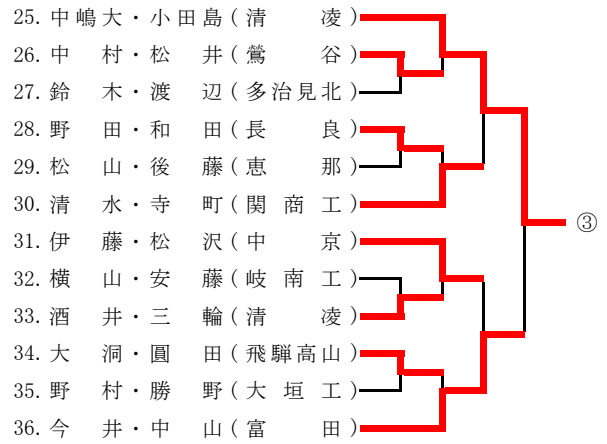 25. 中嶋大・小田島(清凌)
26. 中村・松井(鶯谷)
27. 鈴木・渡辺(多治見北)
28. 野田・和田(長良)
29. 松山・後藤(恵那)
30. 清水・寺町(関商工)
③
31. 伊藤・松沢(中京)
32. 横山・安藤(岐南工)
33. 酒井・三輪(清凌)
34. 大洞・圓田(飛騨高山)
35. 野村・勝野(大垣工)
36. 今井・中山(富田)